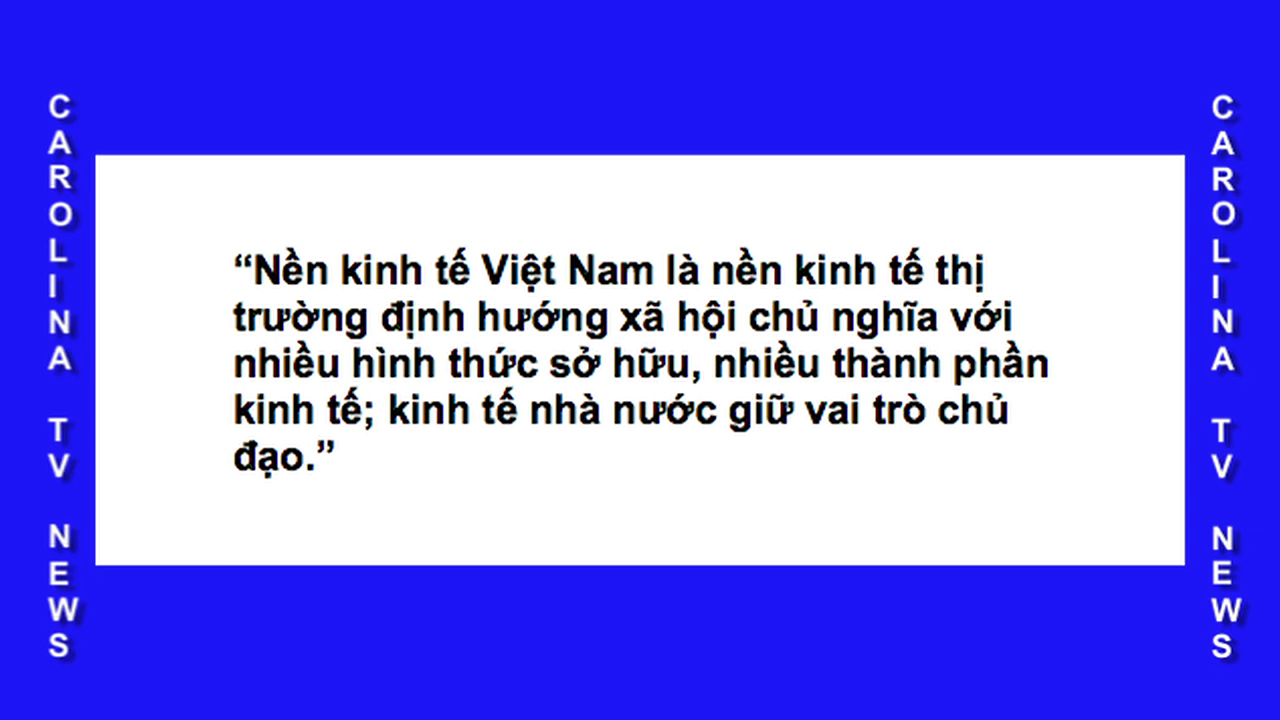 CAROLINA TV NEWS
“Nền kinh tế Việt Nam là nền kinh tế thị
trường định hướng xã hội chủ nghĩa với
nhiều hình thức sở hữu, nhiều thành phần
kinh tế; kinh tế nhà nước giữ vai trò chủ
đạo.”
CAROLINA TV NEWS